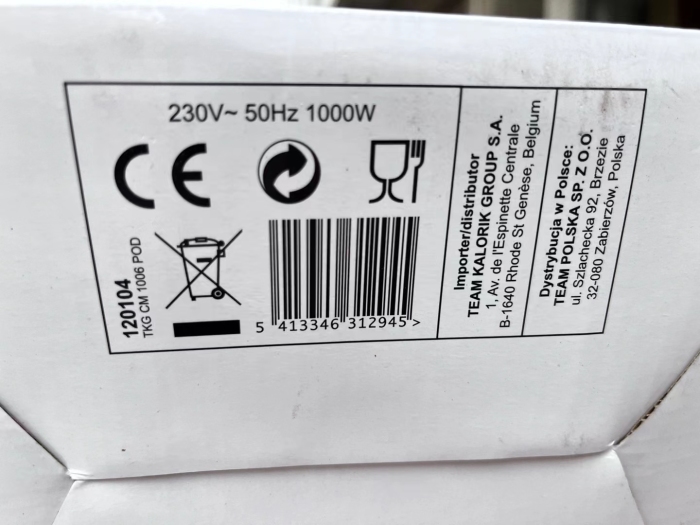 230V~ 50Hz 1000W
CE
120104
TKG CM 1006 POD
5 413346 312945 >
Importer/distributor
TEAM KALORIK GROUP S.A.
1, Av. de l'Espinette Centrale
B-1640 Rhode St Genèse, Belgium
Dystrybucja w Polsce:
TEAM POLSKA SP. Z O.O.
ul. Szlachecka 92, Brzezie
32-080 Zabierzów, Polska